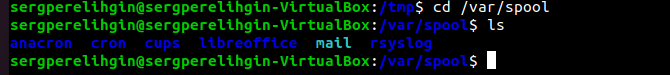 sergperelihgin@sergperelihgin-VirtualBox:/tmp$ cd /var/spool
sergperelihgin@sergperelihgin-VirtualBox:/var/spool$ ls
anacron cron cups libreoffice mail rsyslog
sergperelihgin@sergperelihgin-VirtualBox:/var/spool$